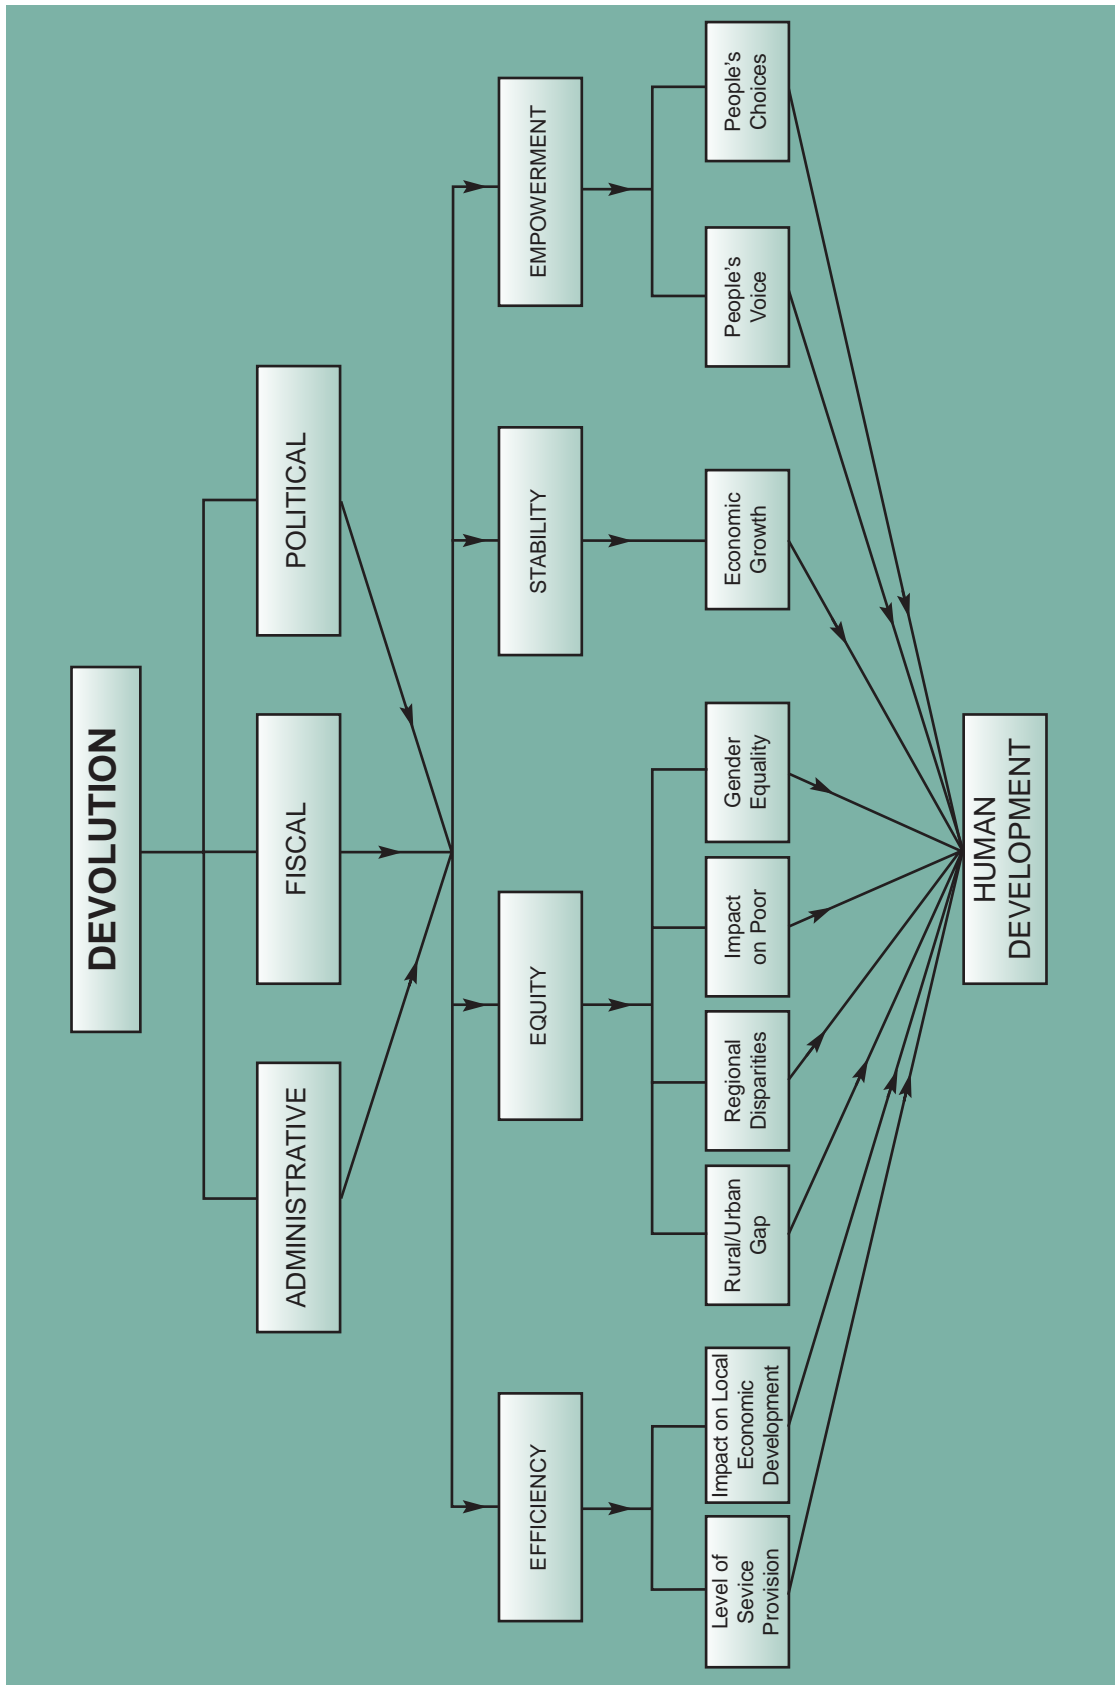 DEVOLUTION
ADMINISTRATIVE
FISCAL
POLITICAL
EFFICIENCY
EQUITY
STABILITY
EMPOWERMENT
Level of
Sevice
Provision
Impact on Local
Economic
Development
Rural/Urban
Gap
Regional
Disparities
Impact
on Poor
Gender
Equality
Economic
Growth
People's
Voice
People's
Choices
HUMAN
DEVELOPMENT